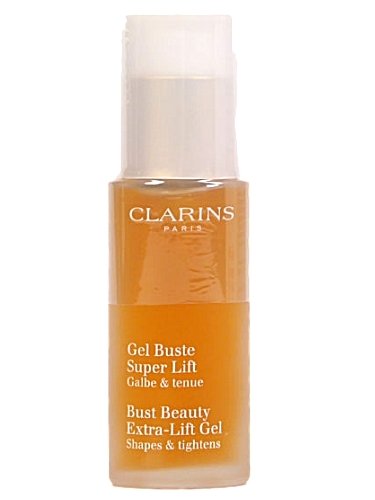 CLARINS
PARIS
Gel Buste
Super Lift
Galbe & tenue
Bust Beauty
Extra-Lift Gel
Shapes & tightens